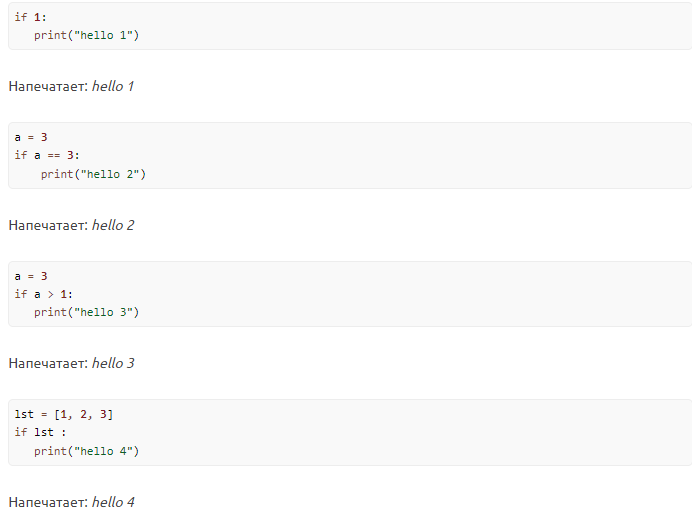 if 1:
   print("hello 1")
Напечатает: hello 1
a = 3
if a == 3:
    print("hello 2")
Напечатает: hello 2
a = 3
if a > 1:
   print("hello 3")
Напечатает: hello 3
lst = [1, 2, 3]
if lst :
   print("hello 4")
Напечатает: hello 4